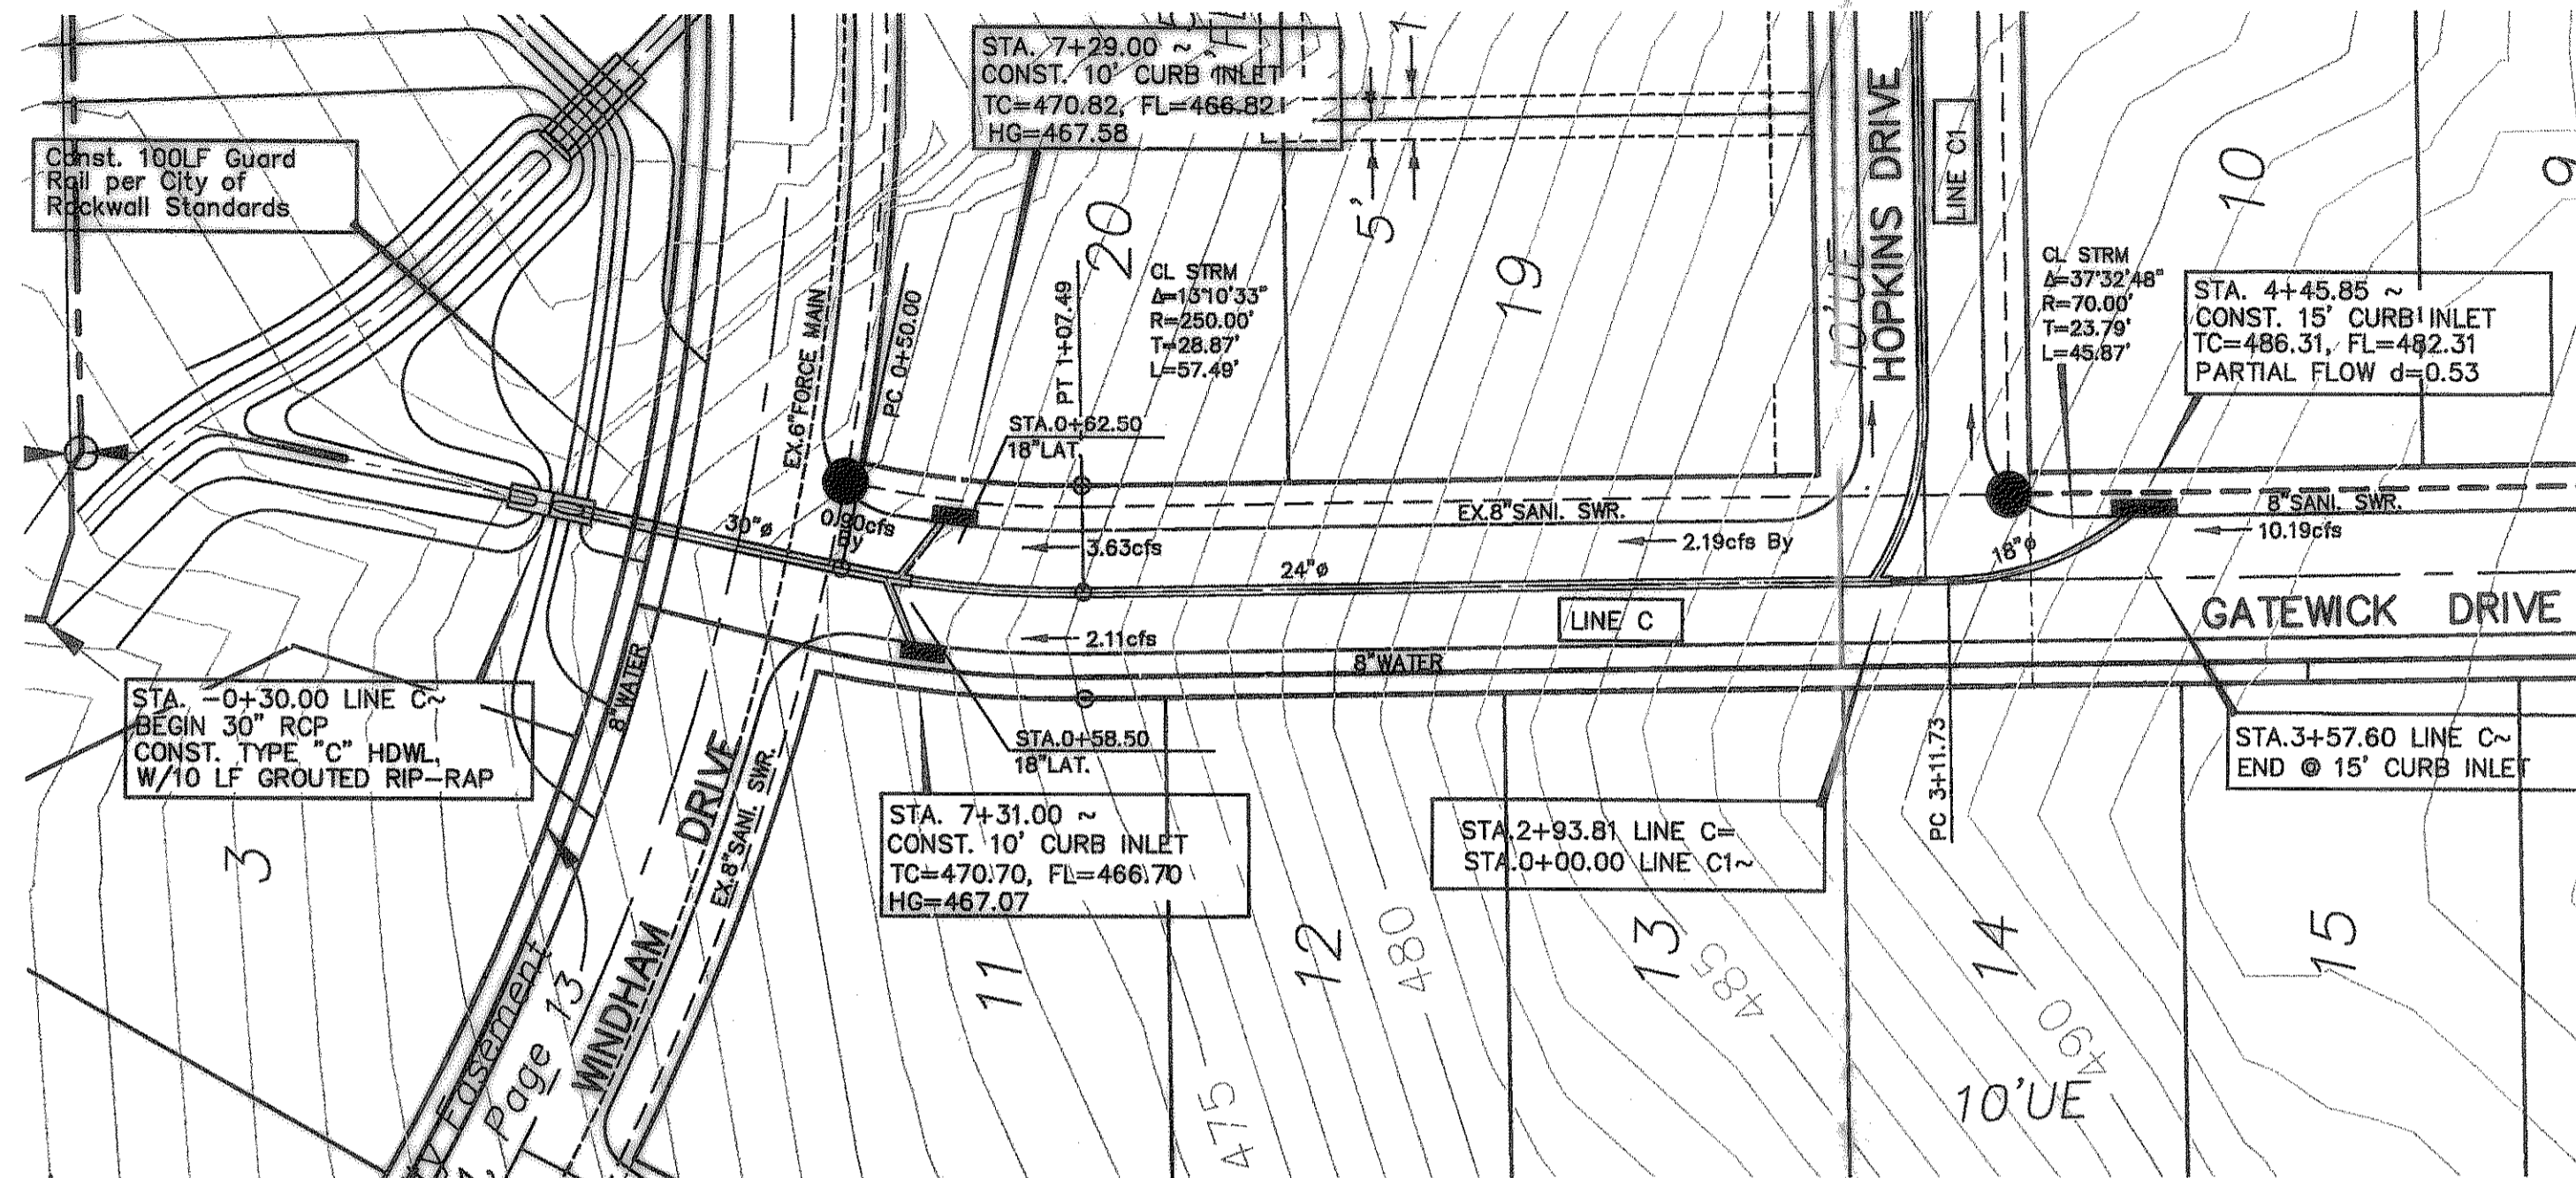 STA. 7+29.00 ~
CONST. 10' CURB INLET
TC=470.82, FL=466.82
HG=467.58
Const. 100LF Guard
Rail per City of
Rockwall Standards
HOPKINS DRIVE
10'UE
LINE C1
10
9
20
5'
19
CL STRM
Δ=13°10'33"
R=250.00'
T=28.87'
L=57.49'
CL STRM
Δ=37°32'48"
R=70.00'
T=23.79'
L=45.87'
STA. 4+45.85 ~
CONST. 15' CURB INLET
TC=486.31, FL=482.31
PARTIAL FLOW d=0.53
EX.6"FORCE MAIN
PC 0+50.00
PT 1+07.49
STA.0+62.50
18"LAT.
30"ø
0.90cfs
By
3.63cfs
EX.8"SANI. SWR.
2.19cfs By
8"SANI. SWR.
10.19cfs
18"ø
24"ø
LINE C
GATEWICK DRIVE
2.11cfs
8"WATER
8"WATER
STA. -0+30.00 LINE C~
BEGIN 30" RCP
CONST. TYPE "C" HDWL,
W/10 LF GROUTED RIP-RAP
STA.0+58.50
18"LAT.
PC 3+11.73
STA.3+57.60 LINE C~
END @ 15' CURB INLET
STA. 7+31.00 ~
CONST. 10' CURB INLET
TC=470.70, FL=466.70
HG=467.07
STA.2+93.81 LINE C=
STA.0+00.00 LINE C1~
WINDHAM DRIVE
EX.8"SANI. SWR.
3
Easement
Page 13
11
12
480
13
485
14
490
15
475
10'UE